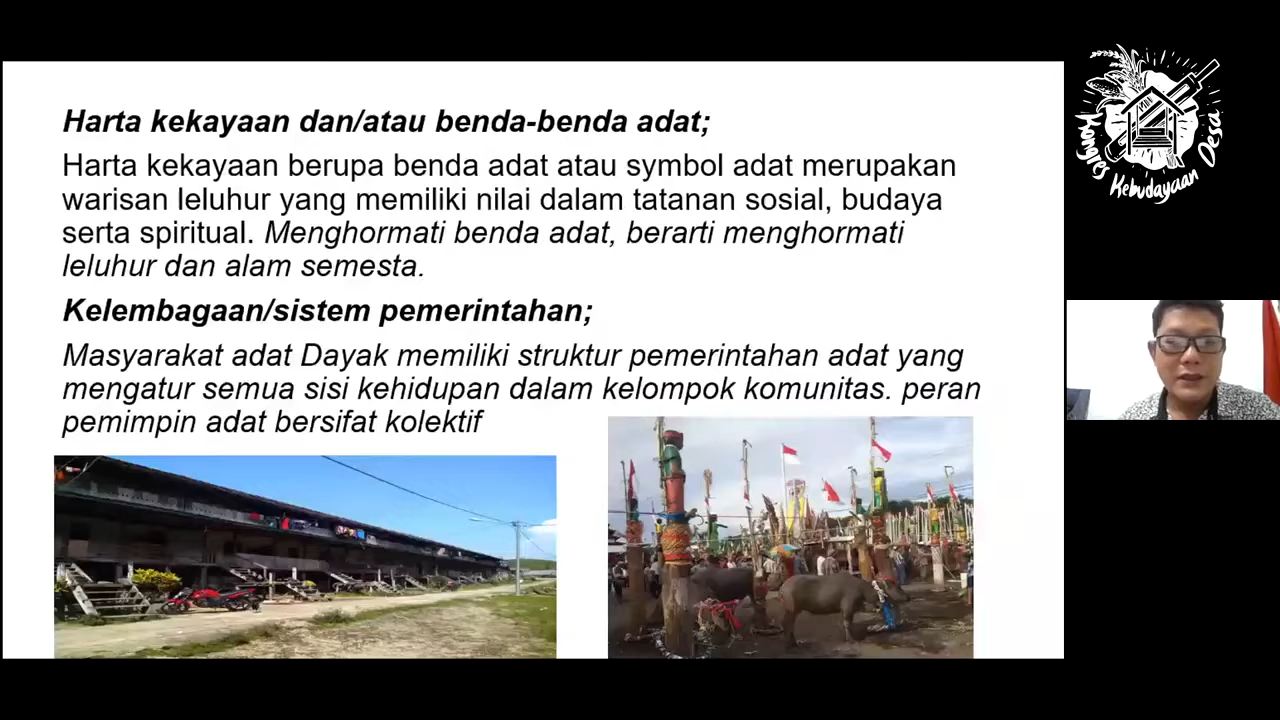 Harta kekayaan dan/atau benda-benda adat;
Harta kekayaan berupa benda adat atau symbol adat merupakan
warisan leluhur yang memiliki nilai dalam tatanan sosial, budaya
serta spiritual. Menghormati benda adat, berarti menghormati
leluhur dan alam semesta.
Kelembagaan/sistem pemerintahan;
Masyarakat adat Dayak memiliki struktur pemerintahan adat yang
mengatur semua sisi kehidupan dalam kelompok komunitas. peran
pemimpin adat bersifat kolektif
Kongres Kebudayaan Desa